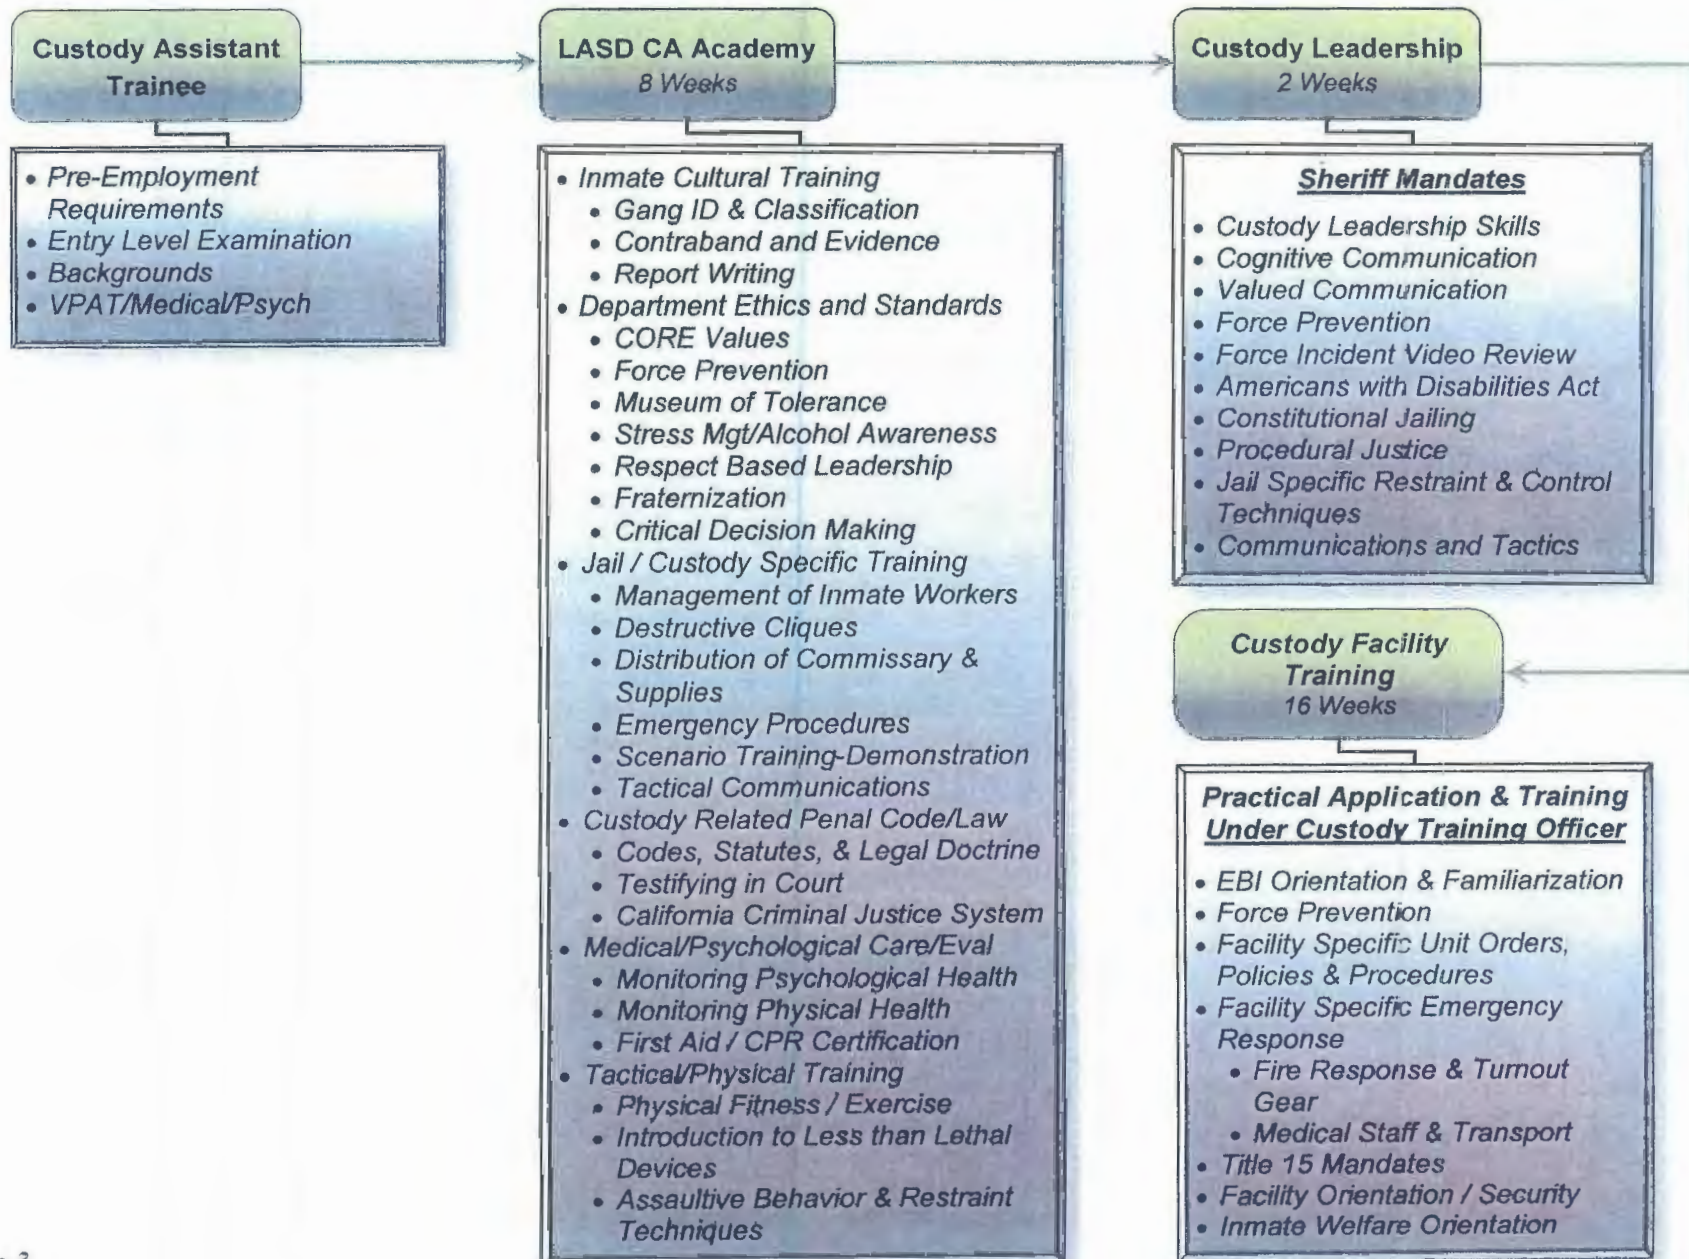 Custody Assistant
Trainee
• Pre-Employment
Requirements
• Entry Level Examination
• Backgrounds
• VPAT/Medical/Psych
LASD CA Academy
8 Weeks
• Inmate Cultural Training
• Gang ID & Classification
• Contraband and Evidence
• Report Writing
• Department Ethics and Standards
• CORE Values
• Force Prevention
• Museum of Tolerance
• Stress Mgt/Alcohol Awareness
• Respect Based Leadership
• Fraternization
• Critical Decision Making
• Jail / Custody Specific Training
• Management of Inmate Workers
• Destructive Cliques
• Distribution of Commissary &
Supplies
• Emergency Procedures
• Scenario Training-Demonstration
• Tactical Communications
• Custody Related Penal Code/Law
• Codes, Statutes, & Legal Doctrine
• Testifying in Court
• California Criminal Justice System
• Medical/Psychological Care/Eval
• Monitoring Psychological Health
• Monitoring Physical Health
• First Aid / CPR Certification
• Tactical/Physical Training
• Physical Fitness / Exercise
• Introduction to Less than Lethal
Devices
• Assaultive Behavior & Restraint
Techniques
Custody Leadership
2 Weeks
Sheriff Mandates
• Custody Leadership Skills
• Cognitive Communication
• Valued Communication
• Force Prevention
• Force Incident Video Review
• Americans with Disabilities Act
• Constitutional Jailing
• Procedural Justice
• Jail Specific Restraint & Control
Techniques
• Communications and Tactics
Custody Facility
Training
16 Weeks
Practical Application & Training
Under Custody Training Officer
• EBI Orientation & Familiarization
• Force Prevention
• Facility Specific Unit Orders,
Policies & Procedures
• Facility Specific Emergency
Response
• Fire Response & Turnout
Gear
• Medical Staff & Transport
• Title 15 Mandates
• Facility Orientation / Security
• Inmate Welfare Orientation